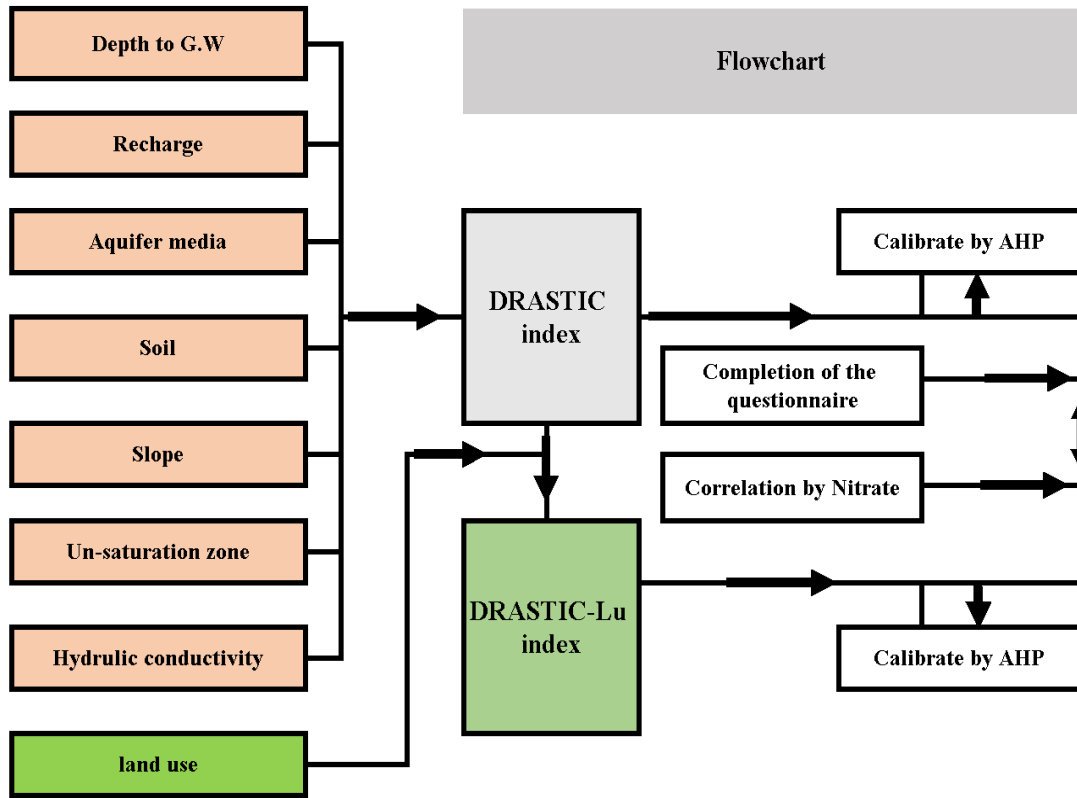 Flowchart
Depth to G.W
Recharge
Aquifer media
Soil
Slope
Un-saturation zone
Hydrulic conductivity
land use
DRASTIC
index
DRASTIC-Lu
index
Calibrate by AHP
Completion of the
questionnaire
Correlation by Nitrate
Calibrate by AHP